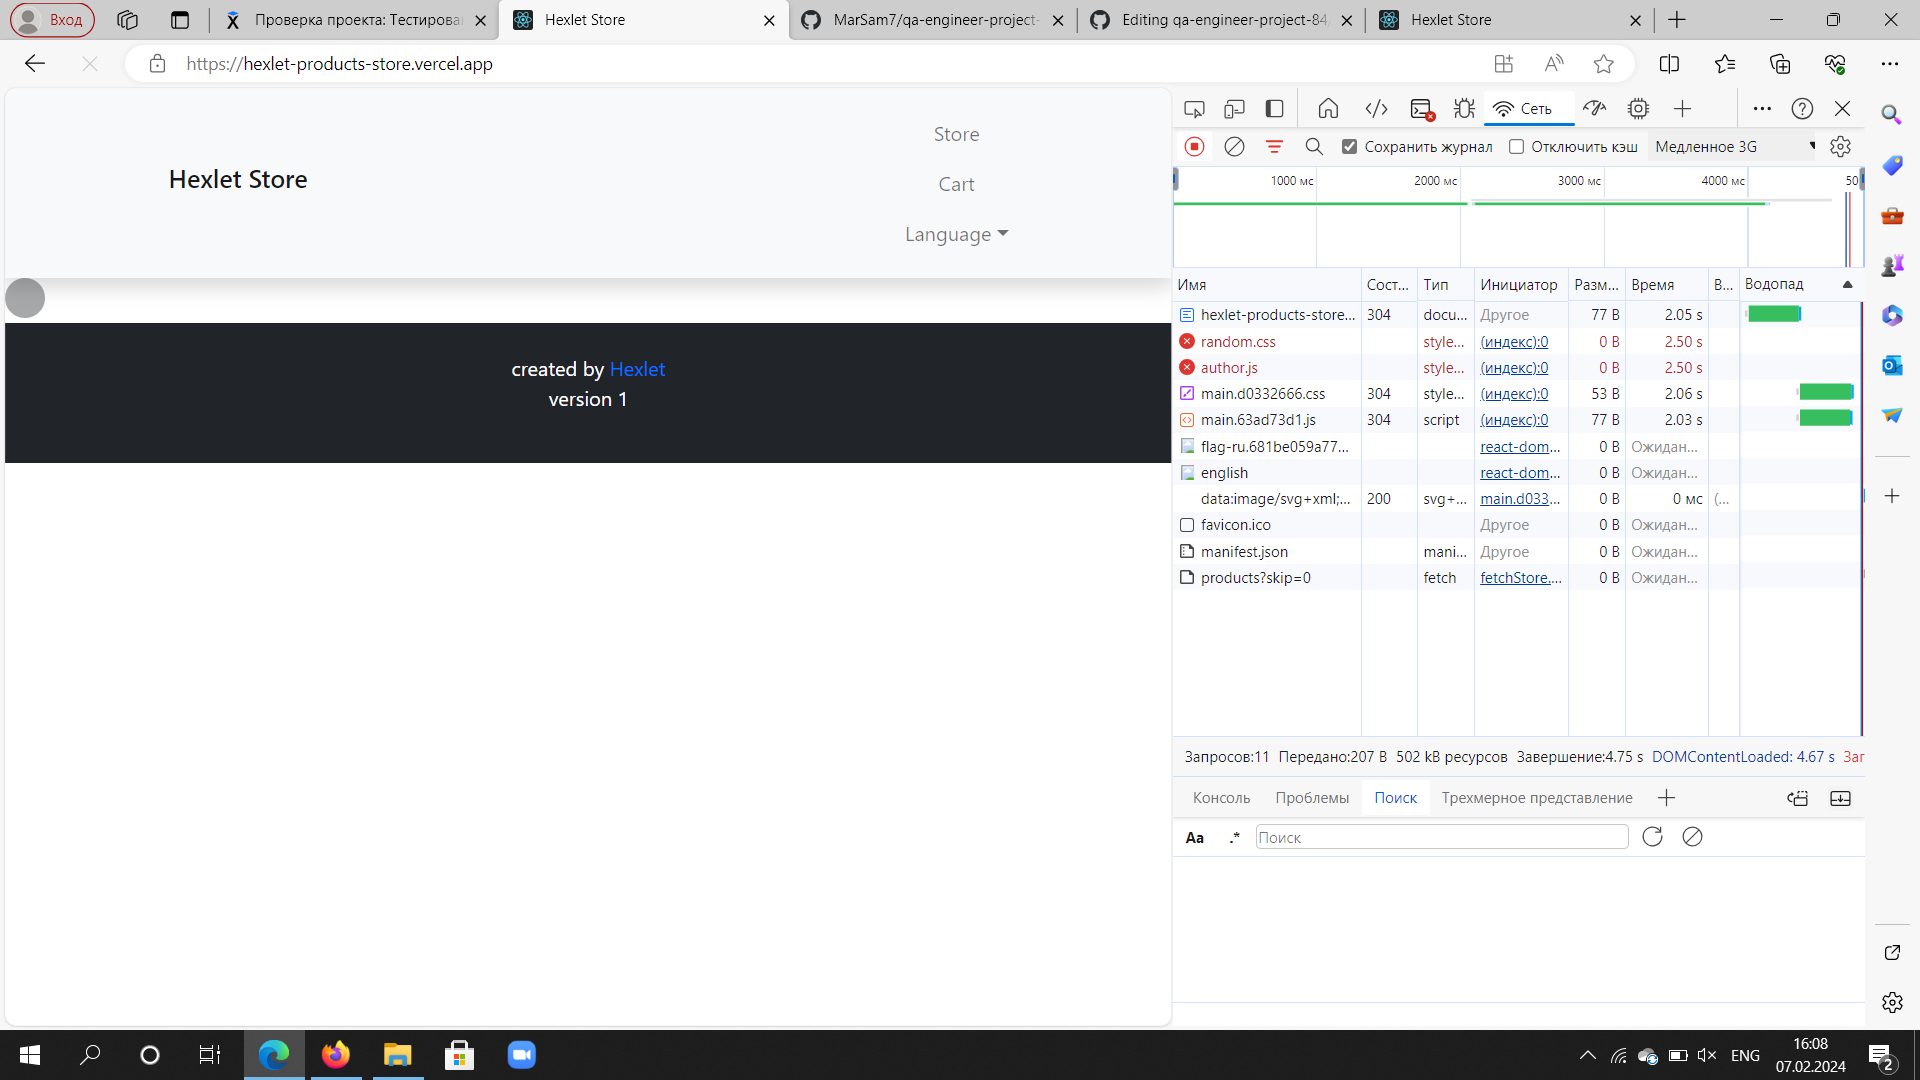 Вход
Проверка проекта: Тестирова
Hexlet Store
MarSam7/qa-engineer-project-
Editing qa-engineer-project-84
Hexlet Store
https://hexlet-products-store.vercel.app
Hexlet Store
Store
Cart
Language
created by Hexlet
version 1
Сеть
Сохранить журнал
Отключить кэш
Медленное 3G
1000 мс
2000 мс
3000 мс
4000 мс
50
Имя Сост... Тип Инициатор Разм... Время В... Водопад
hexlet-products-store... 304 docu... Другое 77 B 2.05 s
random.css style... (индекс):0 0 B 2.50 s
author.js style... (индекс):0 0 B 2.50 s
main.d0332666.css 304 style... (индекс):0 53 B 2.06 s
main.63ad73d1.js 304 script (индекс):0 77 B 2.03 s
flag-ru.681be059a77... react-dom... 0 B Ожидан...
english react-dom... 0 B Ожидан...
data:image/svg+xml;... 200 svg+... main.d033... 0 B 0 мс (...
favicon.ico Другое 0 B Ожидан...
manifest.json mani... Другое 0 B Ожидан...
products?skip=0 fetch fetchStore.... 0 B Ожидан...
Запросов:11 Передано:207 B 502 kB ресурсов Завершение:4.75 s DOMContentLoaded: 4.67 s Заг
Консоль
Проблемы
Поиск
Трехмерное представление
Aa .* Поиск
ENG
16:08
07.02.2024
2